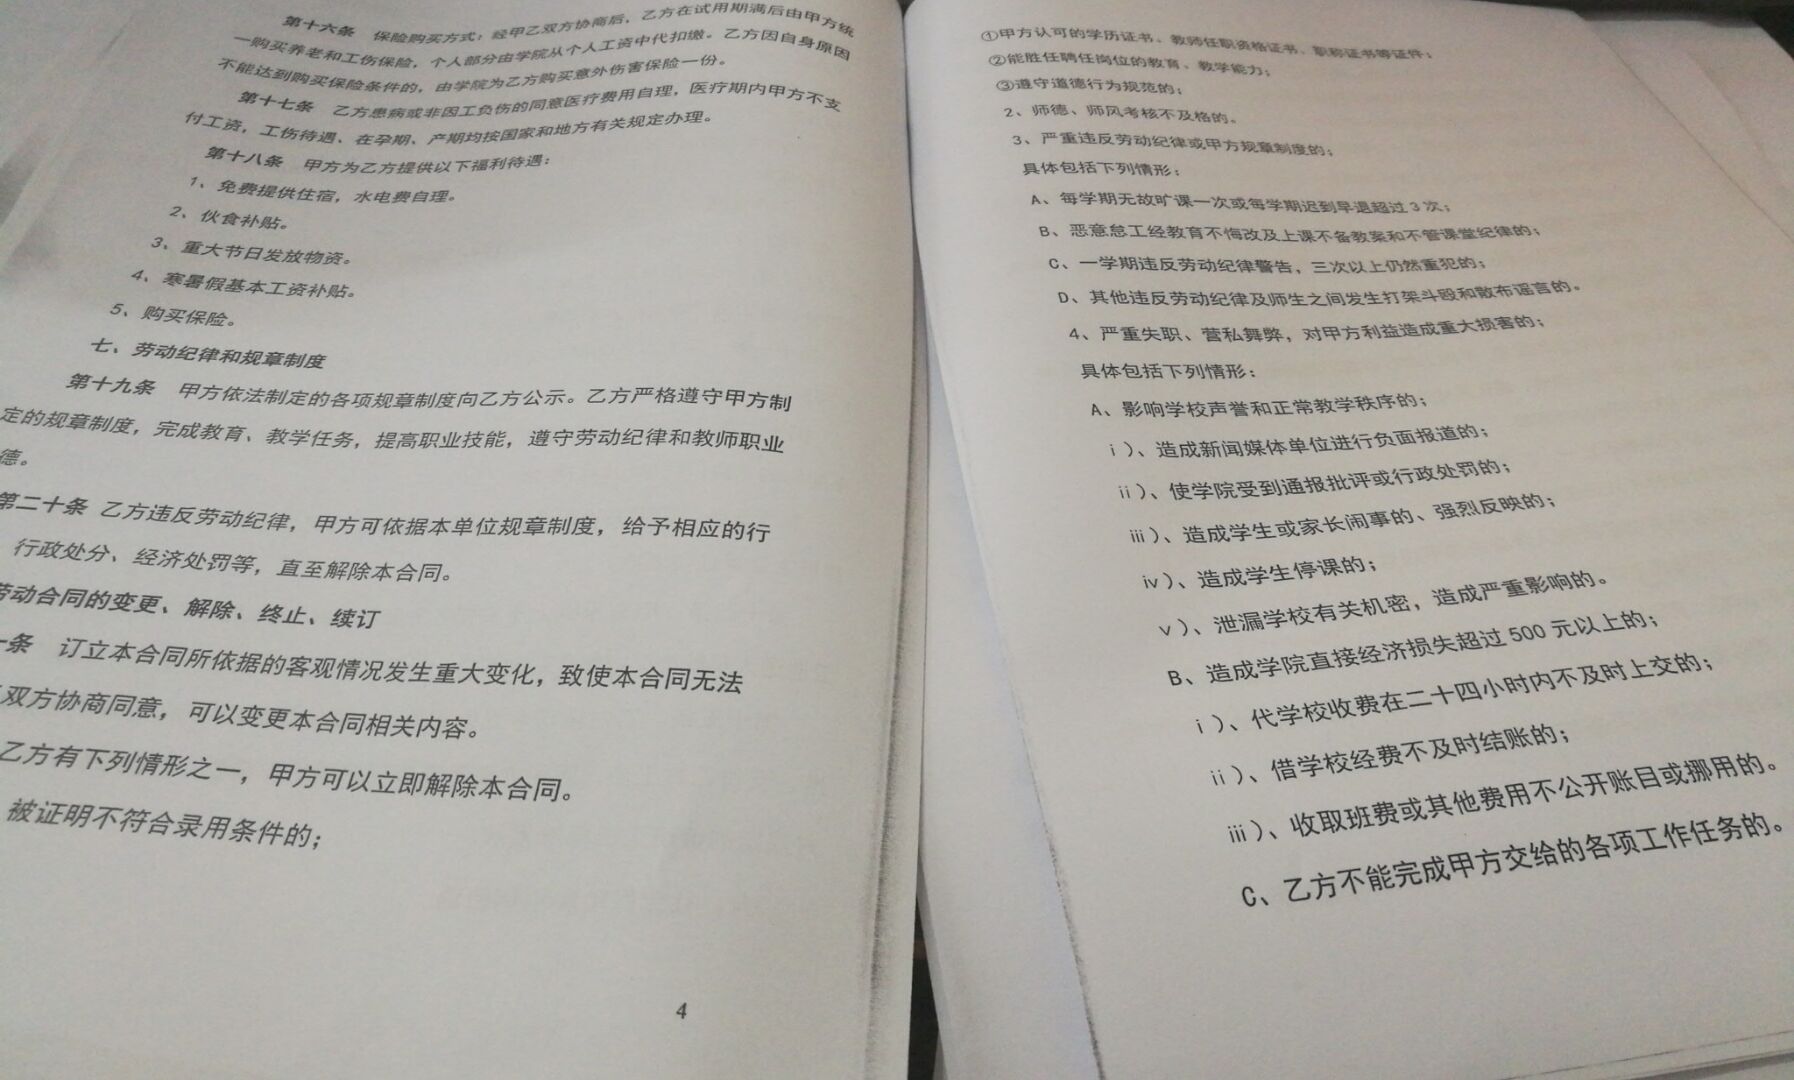 第十六条 保险购买方式：经甲乙双方协商后，乙方在试用期满后由甲方统
一购买养老和工伤保险，个人部分由学院从个人工资中代扣缴。乙方因自身原因
不能达到购买保险条件的，由学院为乙方购买意外伤害保险一份。
第十七条 乙方患病或非因工负伤的同意医疗费用自理，医疗期内甲方不支
付工资，工伤待遇、在孕期、产期均按国家和地方有关规定办理。
第十八条 甲方为乙方提供以下福利待遇：
1、免费提供住宿，水电费自理。
2、伙食补贴。
3、重大节日发放物资。
4、寒暑假基本工资补贴。
5、购买保险。
七、劳动纪律和规章制度
第十九条 甲方依法制定的各项规章制度向乙方公示。乙方严格遵守甲方制
定的规章制度，完成教育、教学任务，提高职业技能，遵守劳动纪律和教师职业
德。
第二十条 乙方违反劳动纪律，甲方可依据本单位规章制度，给予相应的行
行政处分、经济处罚等，直至解除本合同。
劳动合同的变更、解除、终止、续订
一条 订立本合同所依据的客观情况发生重大变化，致使本合同无法
双方协商同意，可以变更本合同相关内容。
乙方有下列情形之一，甲方可以立即解除本合同。
被证明不符合录用条件的；
4
①甲方认可的学历证书、教师任职资格证书、职称证书等证件；
②能胜任聘任岗位的教育、教学能力；
③遵守道德行为规范的；
2、师德、师风考核不及格的。
3、严重违反劳动纪律或甲方规章制度的；
具体包括下列情形：
A、每学期无故旷课一次或每学期迟到早退超过3次；
B、恶意怠工经教育不悔改及上课不备教案和不管课堂纪律的；
C、一学期违反劳动纪律警告，三次以上仍然重犯的；
D、其他违反劳动纪律及师生之间发生打架斗殴和散布谣言的。
4、严重失职、营私舞弊，对甲方利益造成重大损害的；
具体包括下列情形：
A、影响学校声誉和正常教学秩序的；
ⅰ）、造成新闻媒体单位进行负面报道的；
ⅱ）、使学院受到通报批评或行政处罚的；
ⅲ）、造成学生或家长闹事的、强烈反映的；
ⅳ）、造成学生停课的；
ⅴ）、泄漏学校有关机密，造成严重影响的。
B、造成学院直接经济损失超过500元以上的；
ⅰ）、代学校收费在二十四小时内不及时上交的；
ⅱ）、借学校经费不及时结账的；
ⅲ）、收取班费或其他费用不公开账目或挪用的。
C、乙方不能完成甲方交给的各项工作任务的。